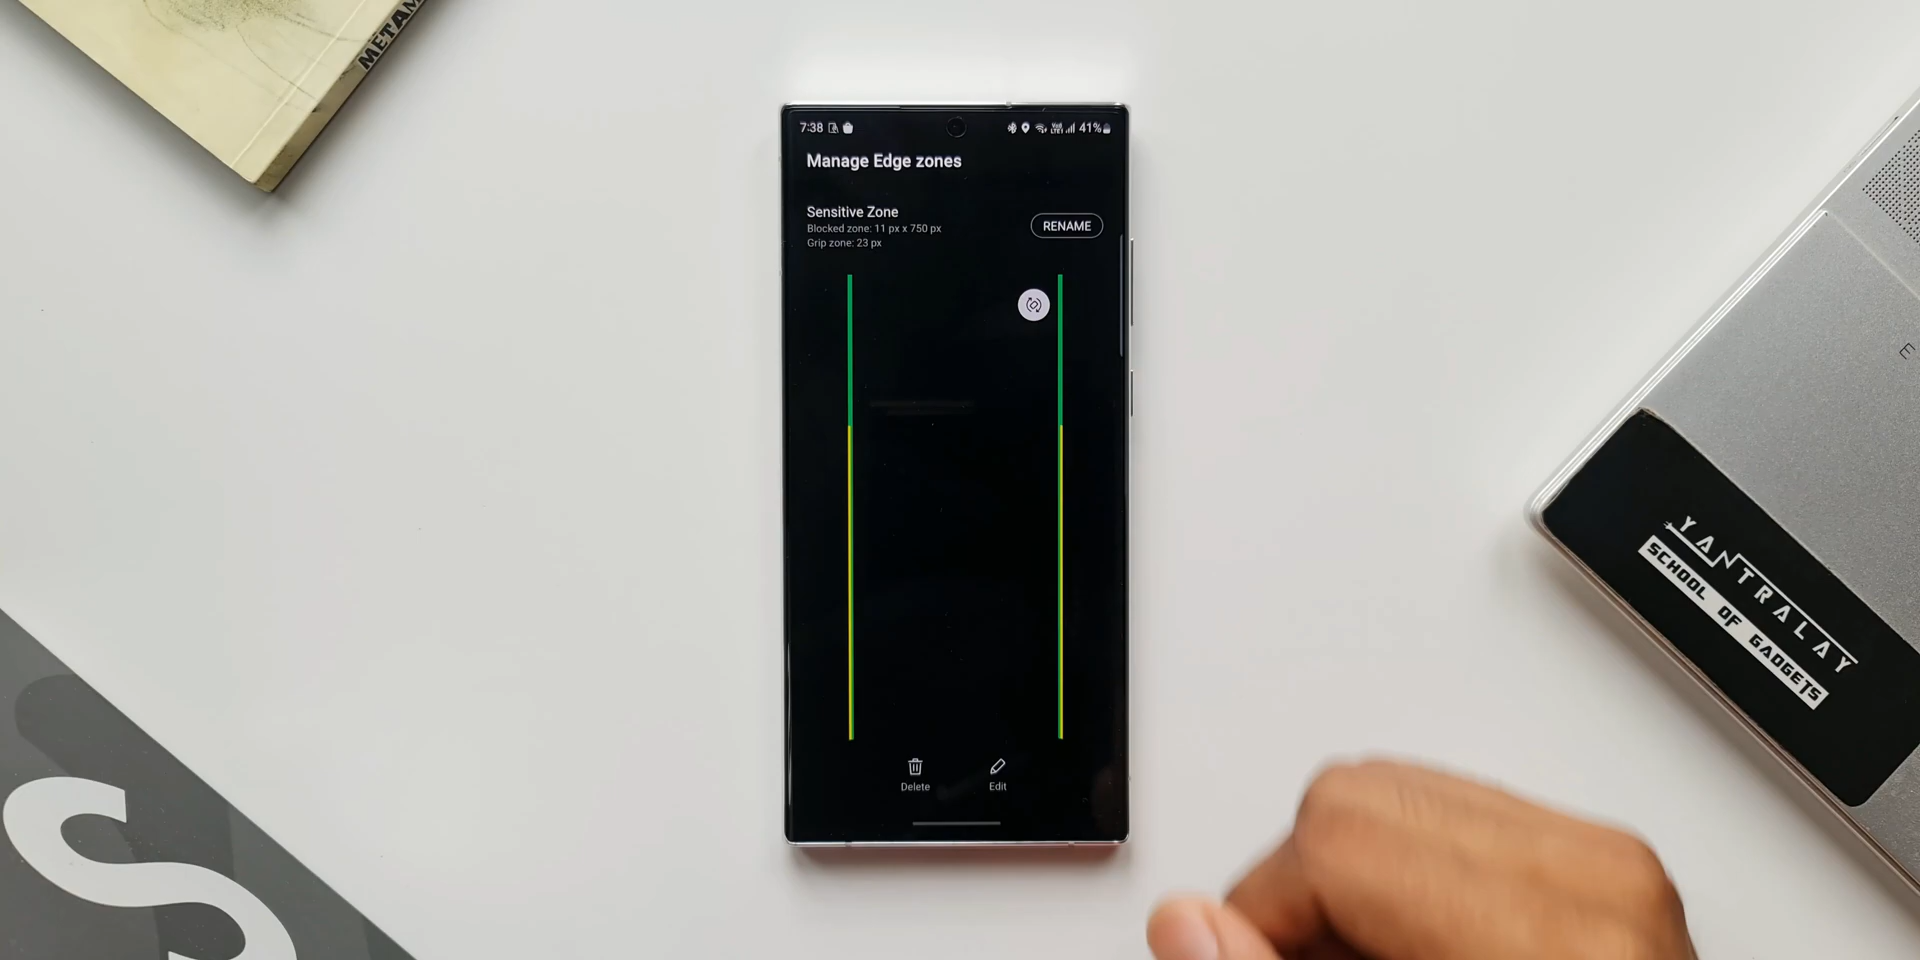 METAM
7:38
41%
Manage Edge zones
Sensitive Zone
Blocked zone: 11 px x 750 px
Grip zone: 23 px
RENAME
Delete
Edit
E
YANTRALAY
SCHOOL OF GADGETS
S